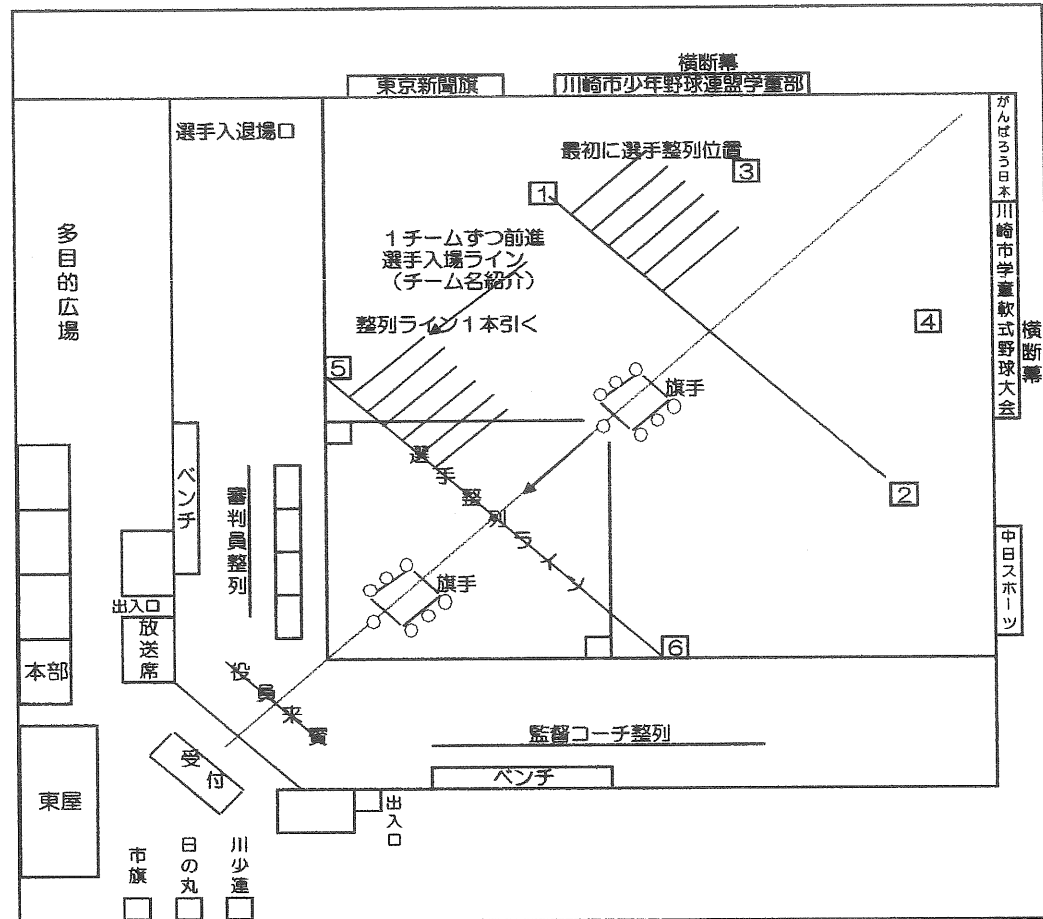 横断幕
東京新聞旗
川崎市少年野球連盟学童部
選手入退場口
がんばろう日本
最初に選手整列位置
3
1
川崎市学童軟式野球大会
横断幕
多目的広場
1チームずつ前進
選手入場ライン
（チーム名紹介）
整列ライン1本引く
4
5
旗手
選手整列ライン
2
ベンチ
審判員整列
中日スポーツ
旗手
出入口
放送席
6
本部
役員来賓
監督コーチ整列
受付
ベンチ
東屋
出入口
市旗
日の丸
川少連